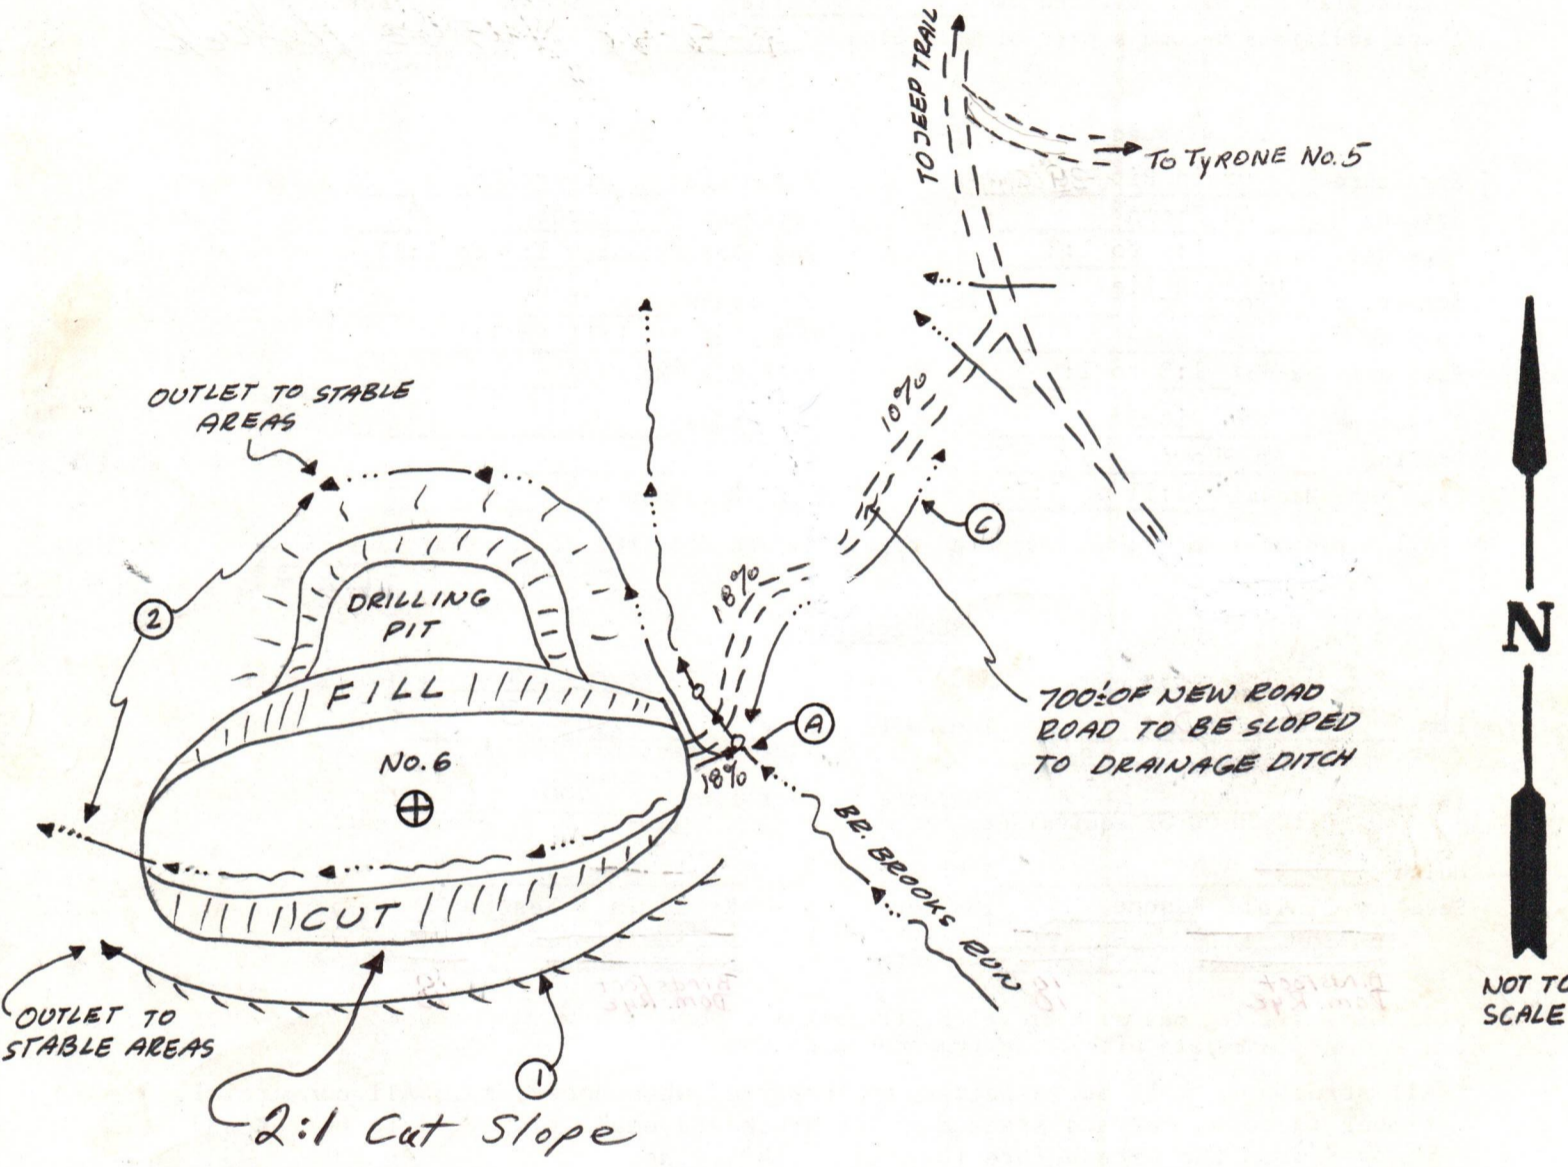 TO JEEP TRAIL
TO TYRONE NO. 5
10%
OUTLET TO STABLE
AREAS
C
18%
2
DRILLING
PIT
FILL
N
700'± OF NEW ROAD
ROAD TO BE SLOPED
TO DRAINAGE DITCH
A
NO. 6
18%
BR. BROOKS RUN
CUT
NOT TO
SCALE
OUTLET TO
STABLE AREAS
1
2:1 Cut Slope